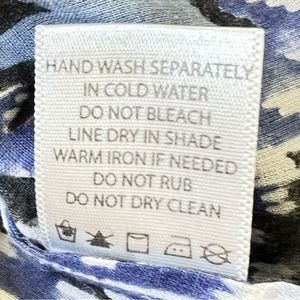 HAND WASH SEPARATELY
IN COLD WATER
DO NOT BLEACH
LINE DRY IN SHADE
WARM IRON IF NEEDED
DO NOT RUB
DO NOT DRY CLEAN